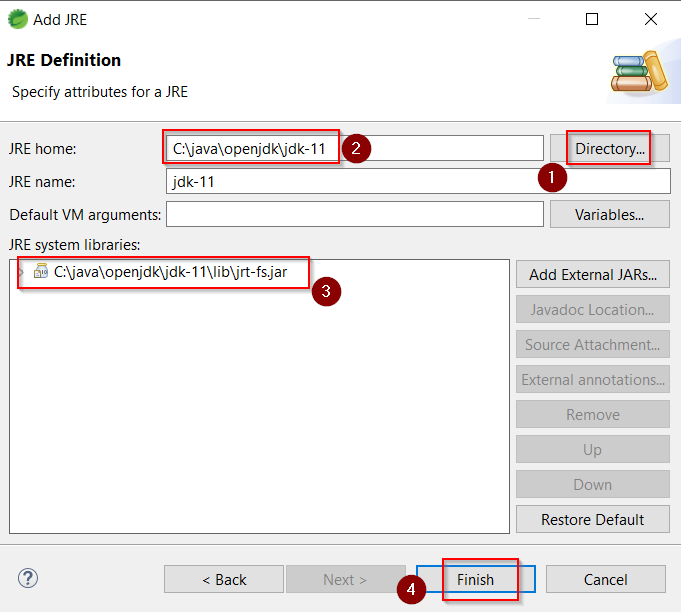 Add JRE
JRE Definition
Specify attributes for a JRE
JRE home:
C:\java\openjdk\jdk-11
2
Directory...
1
JRE name:
jdk-11
Default VM arguments:
Variables...
JRE system libraries:
C:\java\openjdk\jdk-11\lib\jrt-fs.jar
3
Add External JARs...
Javadoc Location...
Source Attachment...
External annotations...
Remove
Up
Down
Restore Default
?
< Back
Next >
4
Finish
Cancel